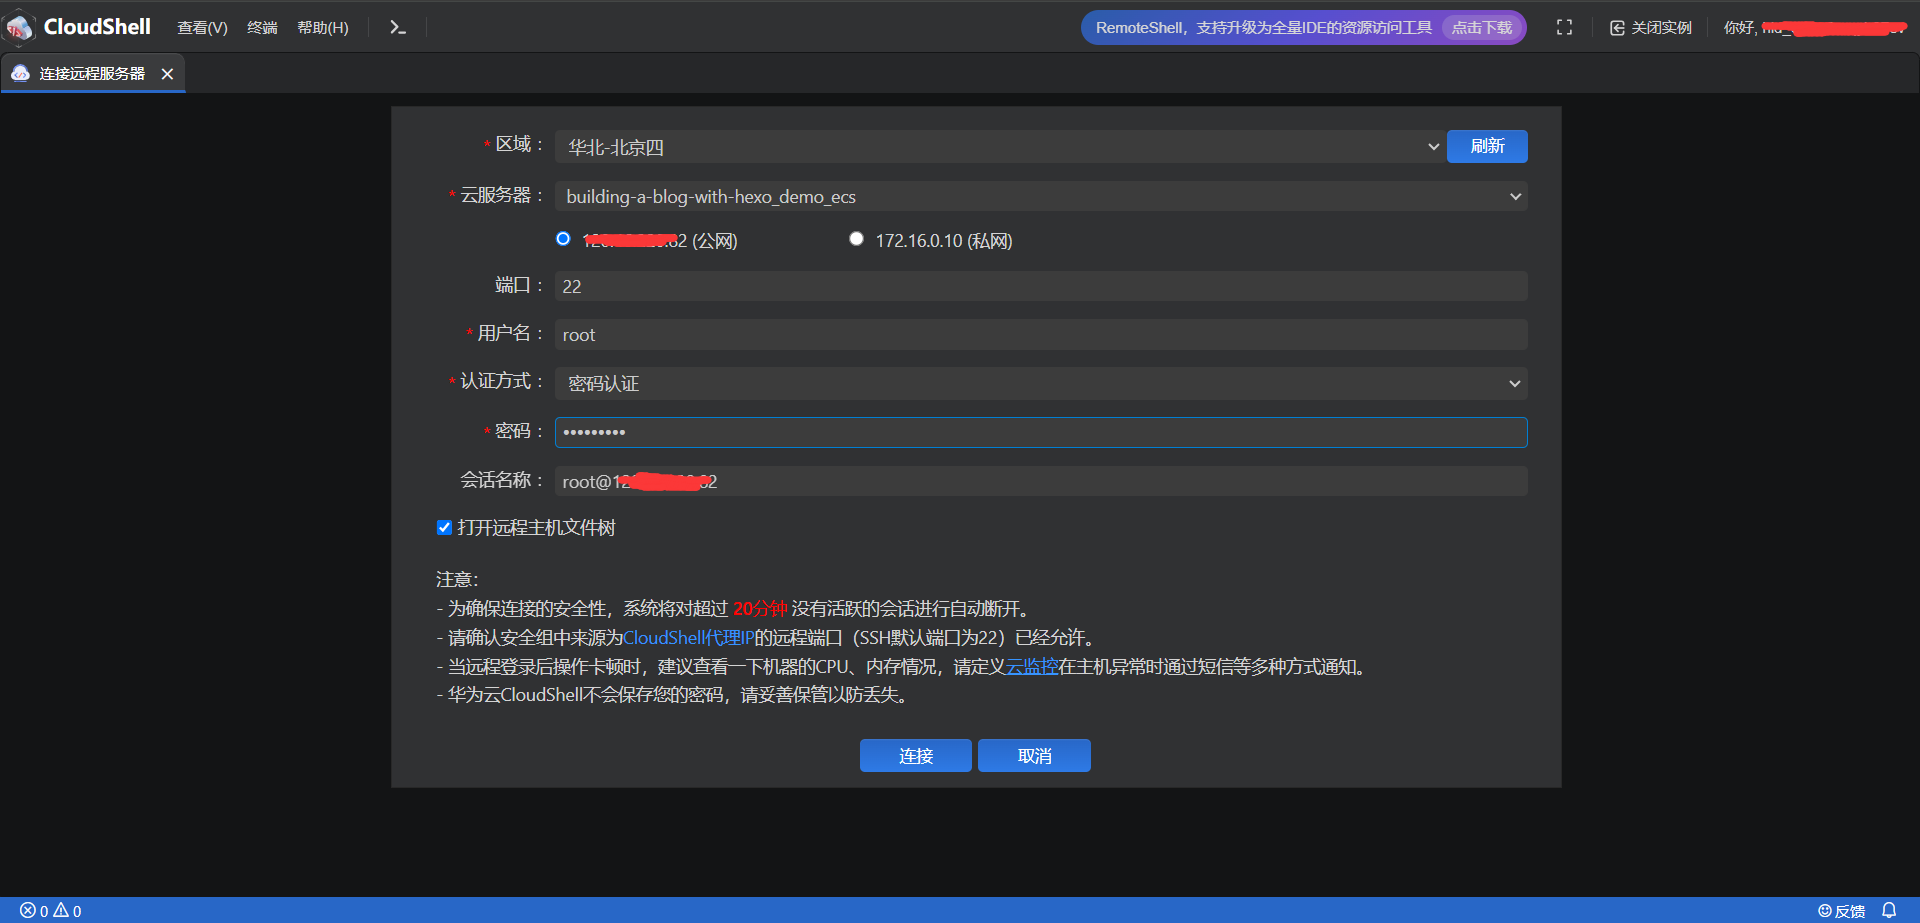 CloudShell 查看(V) 终端 帮助(H) RemoteShell，支持升级为全量IDE的资源访问工具 点击下载 关闭实例 你好,
连接远程服务器
* 区域： 华北-北京四 刷新
* 云服务器： building-a-blog-with-hexo_demo_ecs
(公网) 172.16.0.10 (私网)
端口： 22
* 用户名： root
* 认证方式： 密码认证
* 密码： •••••••••
会话名称： root@
打开远程主机文件树
注意：
- 为确保连接的安全性，系统将对超过 20分钟 没有活跃的会话进行自动断开。
- 请确认安全组中来源为CloudShell代理IP的远程端口（SSH默认端口为22）已经允许。
- 当远程登录后操作卡顿时，建议查看一下机器的CPU、内存情况，请定义云监控在主机异常时通过短信等多种方式通知。
- 华为云CloudShell不会保存您的密码，请妥善保管以防丢失。
连接 取消
0 0 反馈